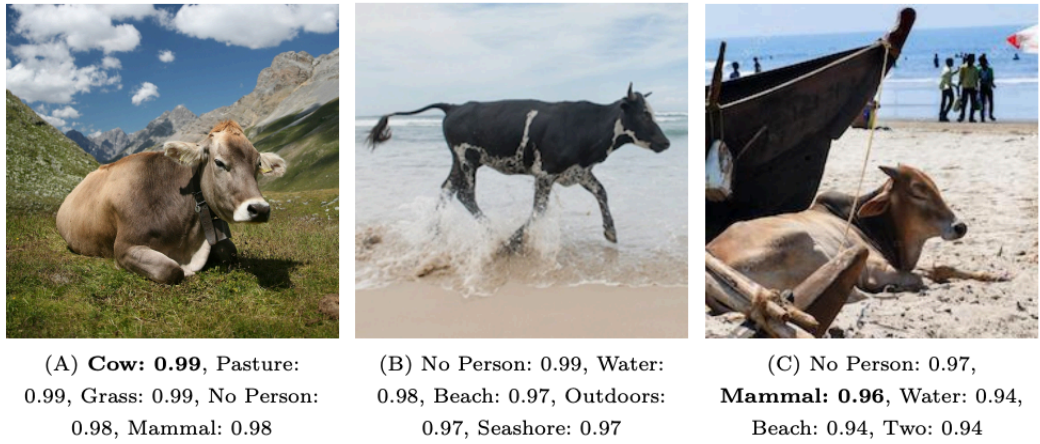 (A) Cow: 0.99, Pasture:
0.99, Grass: 0.99, No Person:
0.98, Mammal: 0.98
(B) No Person: 0.99, Water:
0.98, Beach: 0.97, Outdoors:
0.97, Seashore: 0.97
(C) No Person: 0.97,
Mammal: 0.96, Water: 0.94,
Beach: 0.94, Two: 0.94